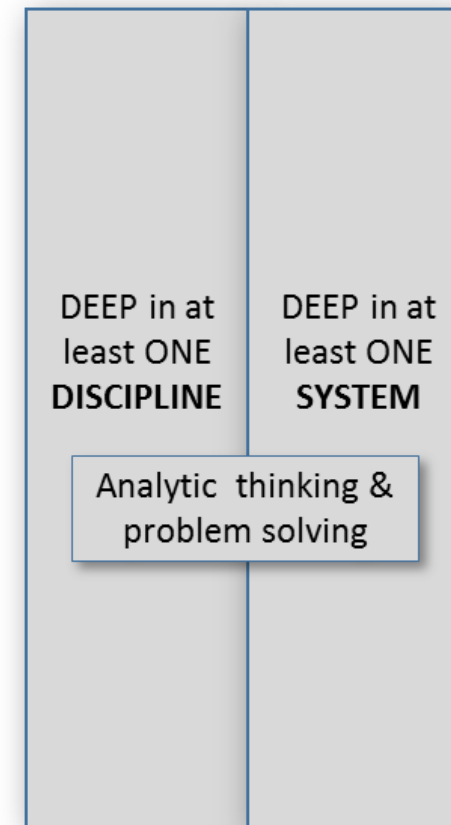 DEEP in at
least ONE
DISCIPLINE
DEEP in at
least ONE
SYSTEM
Analytic thinking &
problem solving